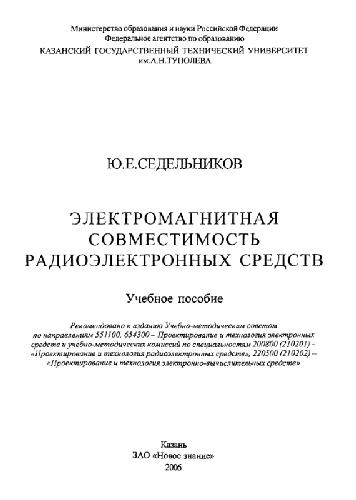 Министерство образования и науки Российской Федерации
Федеральное агентство по образованию
КАЗАНСКИЙ ГОСУДАРСТВЕННЫЙ ТЕХНИЧЕСКИЙ УНИВЕРСИТЕТ
им.А.Н.ТУПОЛЕВА
Ю.Е.СЕДЕЛЬНИКОВ
ЭЛЕКТРОМАГНИТНАЯ
СОВМЕСТИМОСТЬ
РАДИОЭЛЕКТРОННЫХ СРЕДСТВ
Учебное пособие
Рекомендовано к изданию Учебно-методическим советом
по направлениям 551100, 654300 – Проектирование и технология электронных
средств и учебно-методических комиссий по специальностям 200800 (210201) –
«Проектирование и технология радиоэлектронных средств», 220500 (210202) –
«Проектирование и технология электронно-вычислительных средств»
Казань
ЗАО «Новое знание»
2006